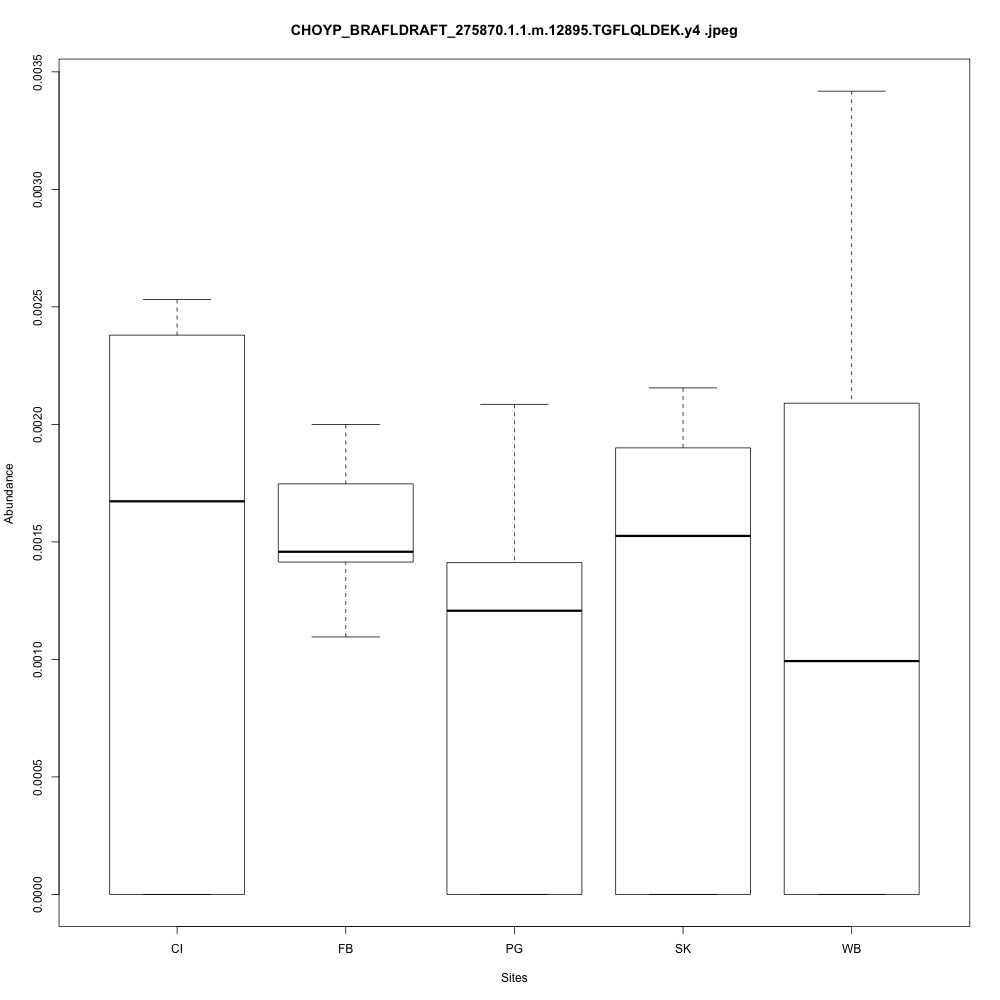 CHOYP_BRAFLDRAFT_275870.1.1.m.12895.TGFLQLDEK.y4 .jpeg
0.0035
0.0030
0.0025
0.0020
0.0015
0.0010
0.0005
0.0000
Abundance
CI FB PG SK WB
Sites